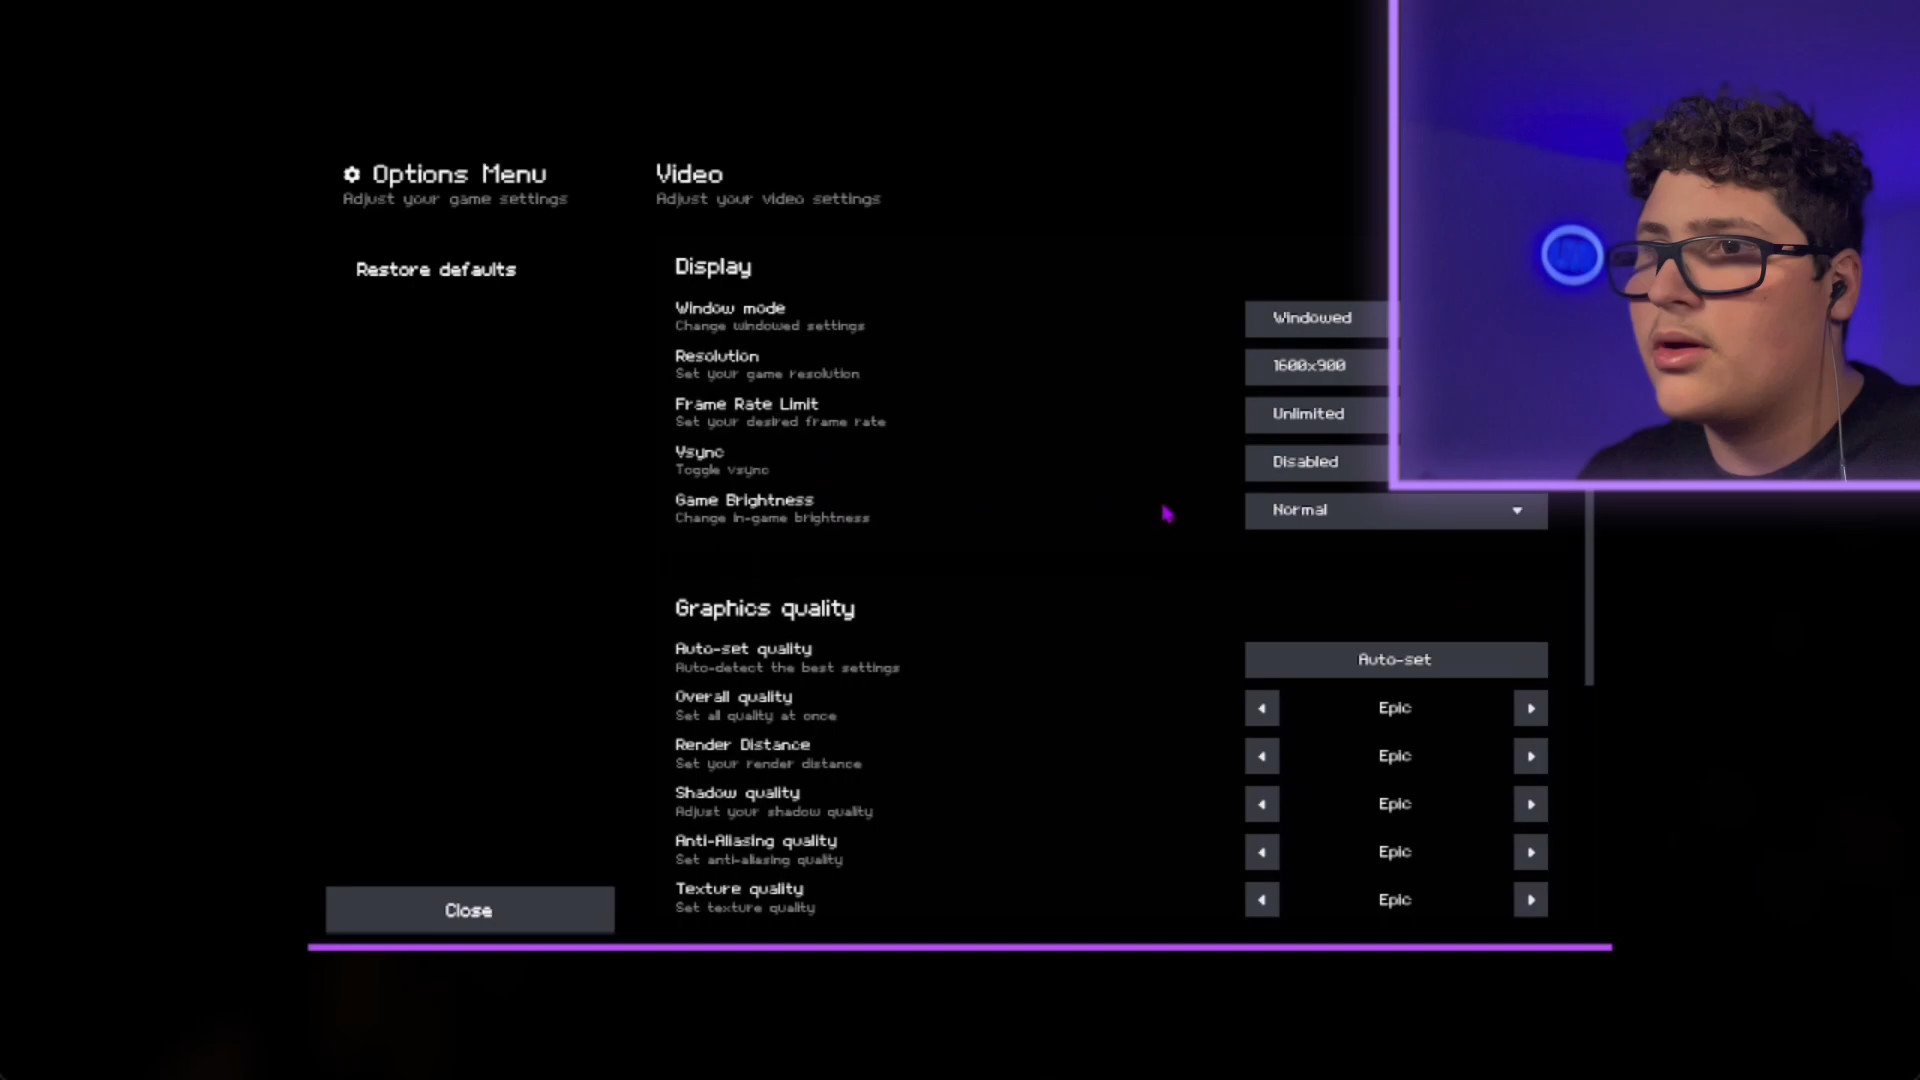 Options Menu
Adjust your game settings
Restore defaults
Close
Video
Adjust your video settings
Display
Window mode
Change windowed settings
Windowed
Resolution
Set your game resolution
1600x900
Frame Rate Limit
Set your desired frame rate
Unlimited
Vsync
Toggle vsync
Disabled
Game Brightness
Change in-game brightness
Normal
Graphics quality
Auto-set quality
Auto-detect the best settings
Auto-set
Overall quality
Set all quality at once
Epic
Render Distance
Set your render distance
Epic
Shadow quality
Adjust your shadow quality
Epic
Anti-Aliasing quality
Set anti-aliasing quality
Epic
Texture quality
Set texture quality
Epic